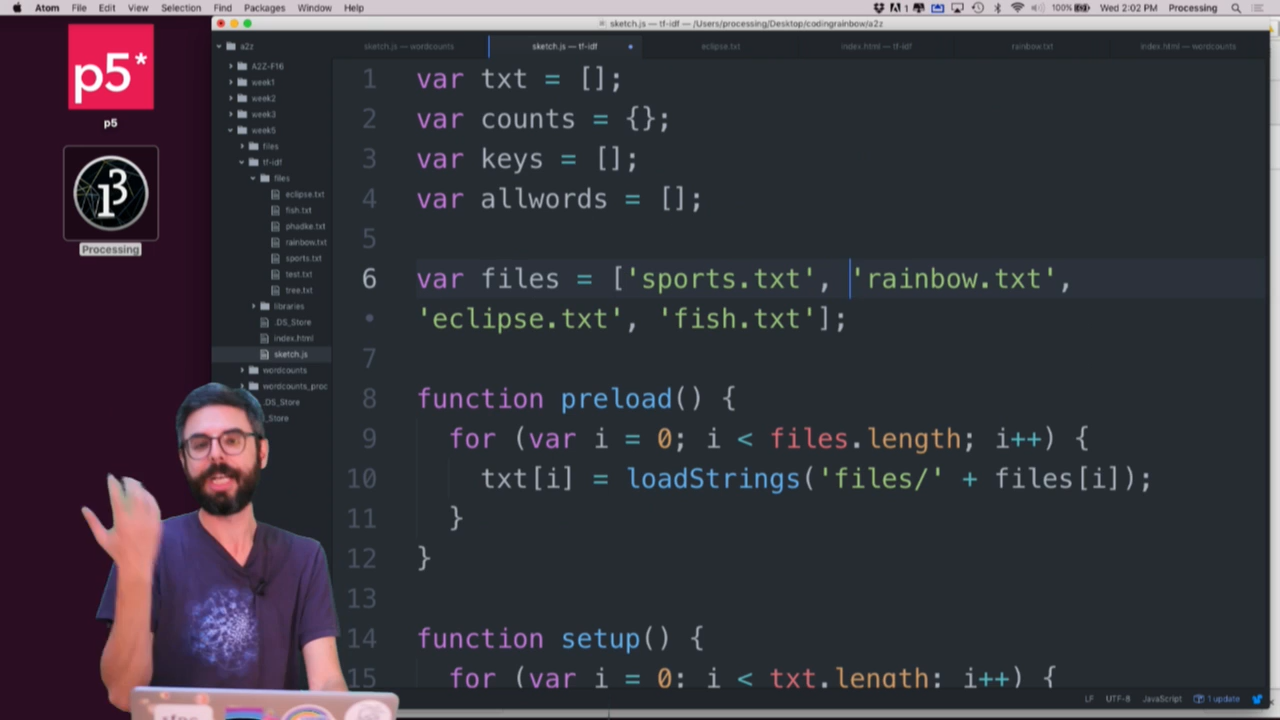 Atom File Edit View Selection Find Packages Window Help
1 100% Wed 2:02 PM Processing
sketch.js — tf-idf — /Users/processing/Desktop/codingrainbow/a2z
a2z
sketch.js — wordcounts
sketch.js — tf-idf
eclipse.txt
index.html — tf-idf
rainbow.txt
index.html — wordcounts
p5*
p5
Processing
A2Z-F16
week1
week2
week3
week5
files
tf-idf
files
eclipse.txt
fish.txt
phadke.txt
rainbow.txt
sports.txt
test.txt
tree.txt
libraries
.DS_Store
index.html
sketch.js
wordcounts
wordcounts_proc
.DS_Store
_Store
1 var txt = [];
2 var counts = {};
3 var keys = [];
4 var allwords = [];
5
6 var files = ['sports.txt', 'rainbow.txt',
'eclipse.txt', 'fish.txt'];
7
8 function preload() {
9 for (var i = 0; i < files.length; i++) {
10 txt[i] = loadStrings('files/' + files[i]);
11 }
12 }
13
14 function setup() {
15 for (var i = 0; i < txt.length; i++) {
LF UTF-8 JavaScript 1 update